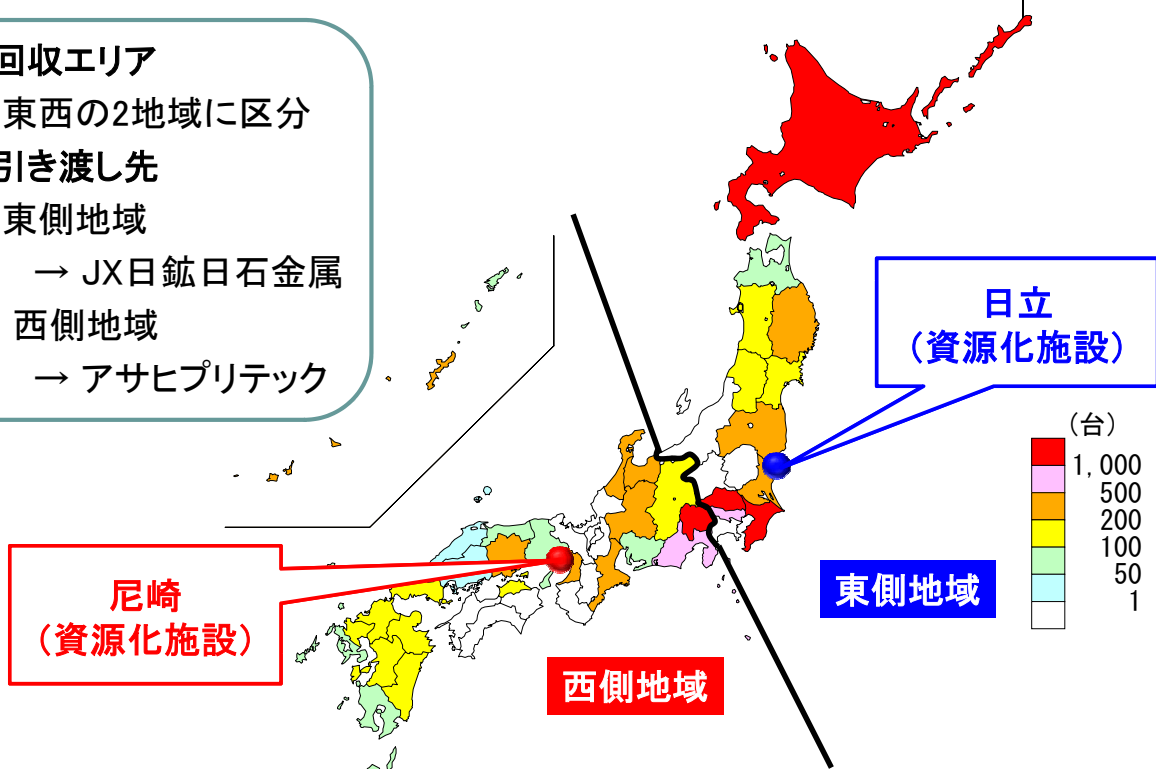 回収エリア
東西の2地域に区分
引き渡し先
東側地域
→ JX日鉱日石金属
西側地域
→ アサヒプリテック
日立
（資源化施設）
（台）
1,000
500
200
100
50
1
尼崎
（資源化施設）
東側地域
西側地域